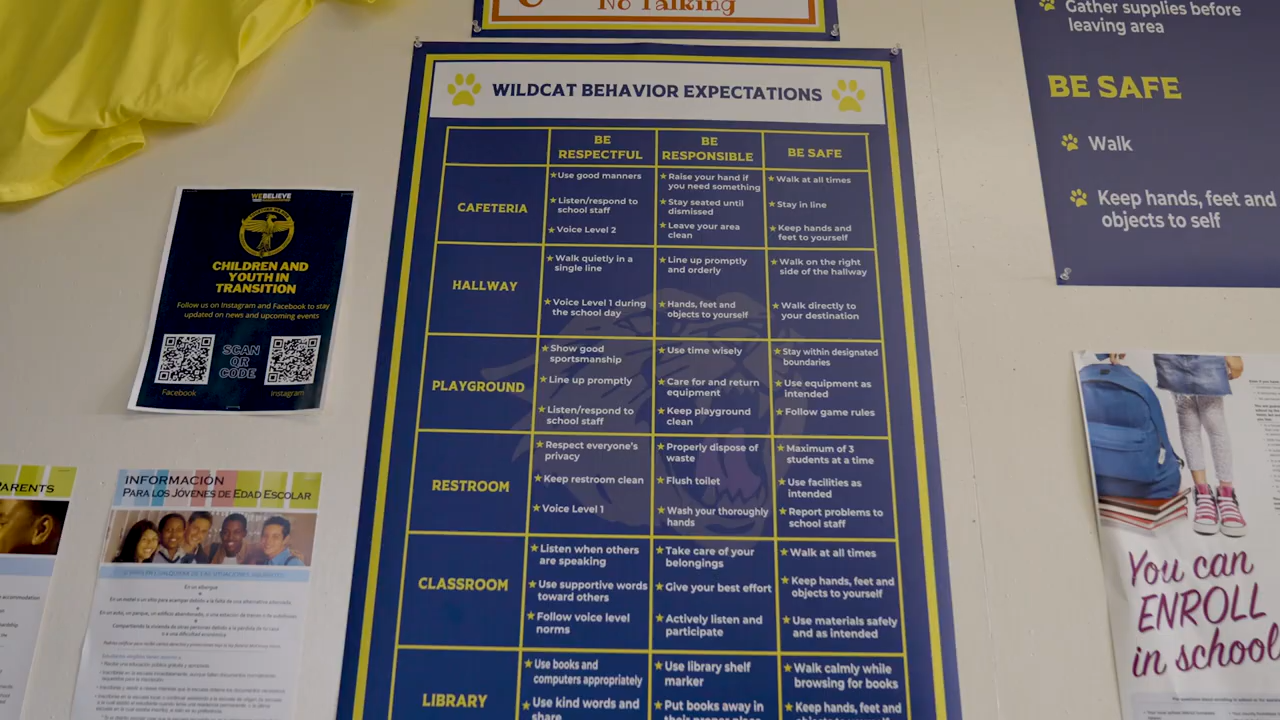 No Talking
WILDCAT BEHAVIOR EXPECTATIONS
BE RESPECTFUL
BE RESPONSIBLE
BE SAFE
CAFETERIA
Use good manners
Listen/respond to
school staff
Voice Level 2
Raise your hand if
you need something
Stay seated until
dismissed
Leave your area
clean
Walk at all times
Stay in line
Keep hands and
feet to yourself
HALLWAY
Walk quietly in a
single line
Voice Level 1 during
the school day
Line up promptly
and orderly
Hands, feet and
objects to yourself
Walk on the right
side of the hallway
Walk directly to
your destination
PLAYGROUND
Show good
sportsmanship
Line up promptly
Listen/respond to
school staff
Use time wisely
Care for and return
equipment
Keep playground
clean
Stay within designated
boundaries
Use equipment as
intended
Follow game rules
RESTROOM
Respect everyone's
privacy
Keep restroom clean
Voice Level 1
Properly dispose of
waste
Flush toilet
Wash your thoroughly
hands
Maximum of 3
students at a time
Use facilities as
intended
Report problems to
school staff
CLASSROOM
Listen when others
are speaking
Use supportive words
toward others
Follow voice level
norms
Take care of your
belongings
Give your best effort
Actively listen and
participate
Walk at all times
Keep hands, feet and
objects to yourself
Use materials safely
and as intended
LIBRARY
Use books and
computers appropriately
Use kind words and
share
Use library shelf
marker
Put books away in
their proper place
Walk calmly while
browsing for books
Keep hands, feet and
WEBELIEVE
CHILDREN AND
YOUTH IN
TRANSITION
Follow us on Instagram and Facebook to stay
updated on news and upcoming events
SCAN
QR
CODE
Facebook
Instagram
PARENTS
INFORMACIÓN
PARA LOS JÓVENES DE EDAD ESCOLAR
En un albergue
Gather supplies before
leaving area
BE SAFE
Walk
Keep hands, feet and
objects to self
You can
ENROLL
in school